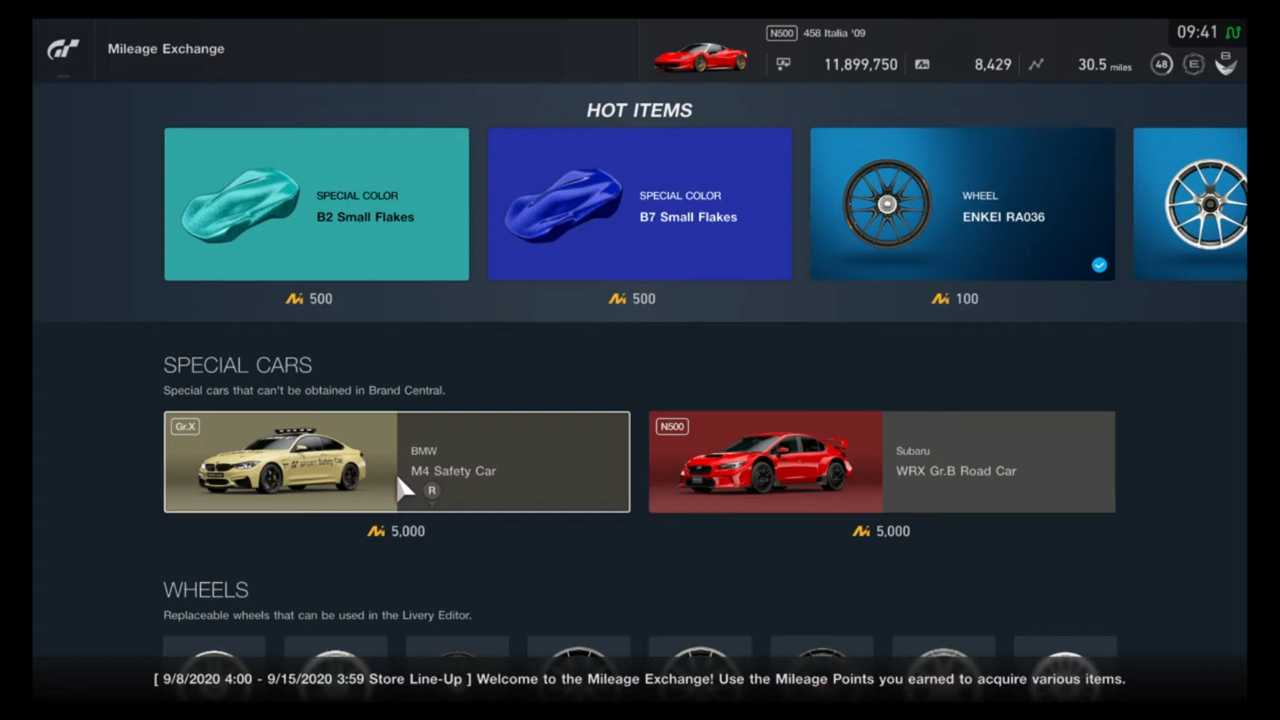 GT
Mileage Exchange
N500 458 Italia '09
11,899,750 8,429 30.5 miles 48 E B
09:41
HOT ITEMS
SPECIAL COLOR
B2 Small Flakes
500
SPECIAL COLOR
B7 Small Flakes
500
WHEEL
ENKEI RA036
100
SPECIAL CARS
Special cars that can't be obtained in Brand Central.
Gr.X
BMW
M4 Safety Car
R
5,000
N500
Subaru
WRX Gr.B Road Car
5,000
WHEELS
Replaceable wheels that can be used in the Livery Editor.
[ 9/8/2020 4:00 - 9/15/2020 3:59 Store Line-Up ] Welcome to the Mileage Exchange! Use the Mileage Points you earned to acquire various items.